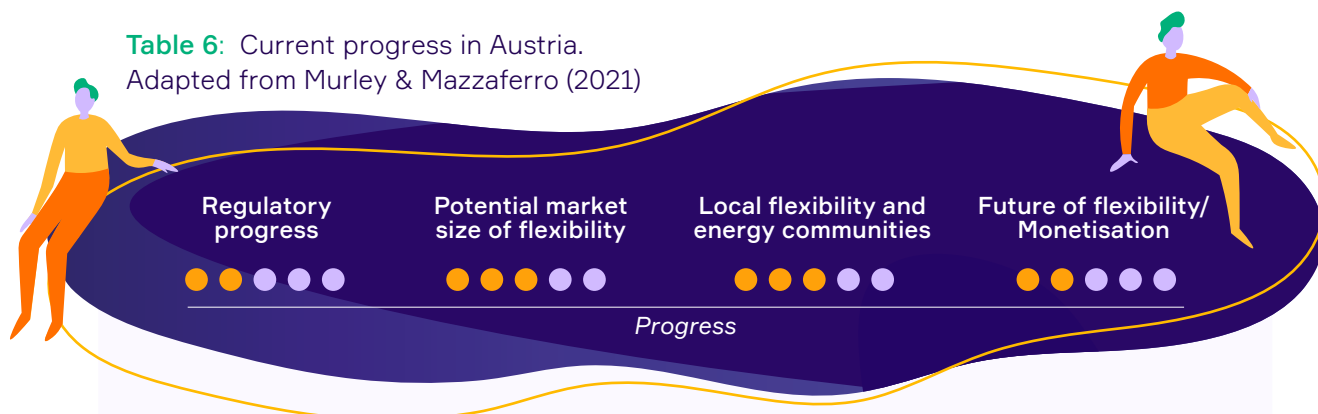 Table 6: Current progress in Austria.
Adapted from Murley & Mazzaferro (2021)
Regulatory
progress
Potential market
size of flexibility
Local flexibility and
energy communities
Future of flexibility/
Monetisation
Progress